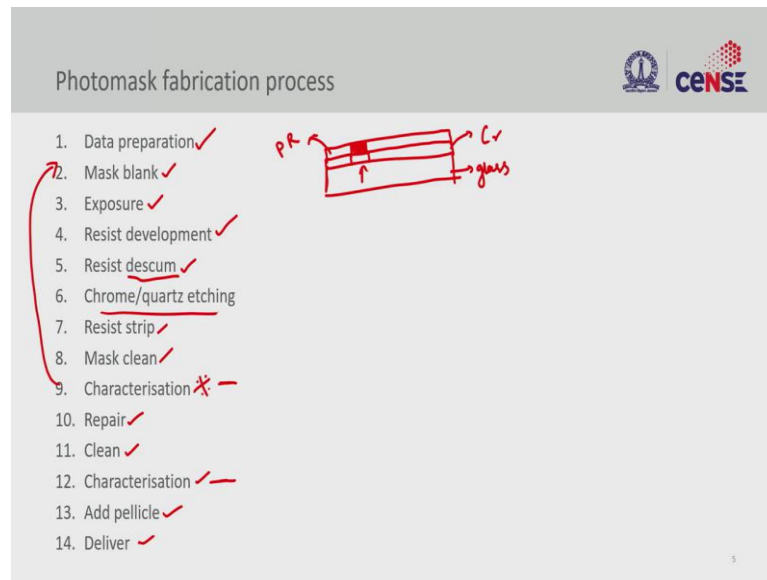 Photomask fabrication process
CeNSE
1. Data preparation
2. Mask blank
3. Exposure
4. Resist development
5. Resist descum
6. Chrome/quartz etching
7. Resist strip
8. Mask clean
9. Characterisation
10. Repair
11. Clean
12. Characterisation
13. Add pellicle
14. Deliver
PR
Cr
glass
5